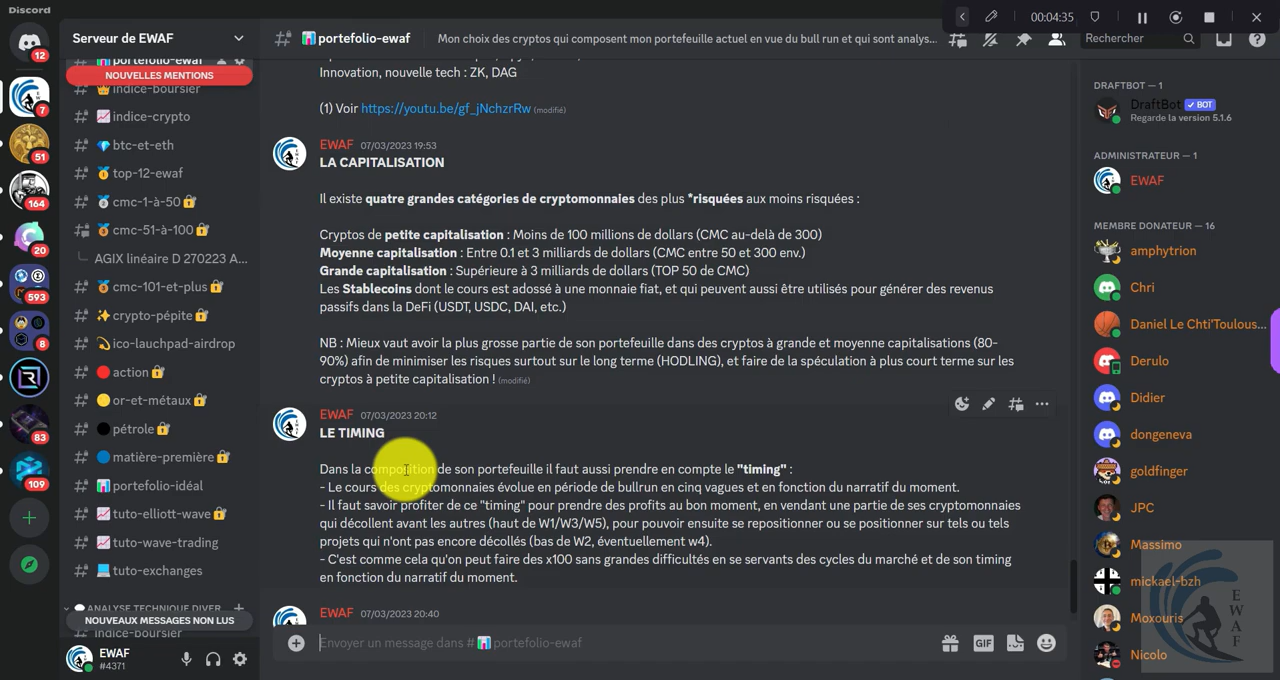 Discord
00:04:35
Serveur de EWAF
portefolio-ewaf
Mon choix des cryptos qui composent mon portefeuille actuel en vue du bull run et qui sont analys...
Rechercher
12
7
51
164
20
593
8
83
109
portefolio-ewaf
NOUVELLES MENTIONS
indice-boursier
indice-crypto
btc-et-eth
top-12-ewaf
cmc-1-à-50
cmc-51-à-100
AGIX linéaire D 270223 A...
cmc-101-et-plus
crypto-pépite
ico-lauchpad-airdrop
action
or-et-métaux
pétrole
matière-première
portefolio-idéal
tuto-elliott-wave
tuto-wave-trading
tuto-exchanges
ANALYSE TECHNIQUE DIVER
NOUVEAUX MESSAGES NON LUS
indice-boursier
EWAF
#4371
Innovation, nouvelle tech : ZK, DAG
(1) Voir https://youtu.be/gf_jNchzrRw (modifié)
EWAF 07/03/2023 19:53
LA CAPITALISATION
Il existe quatre grandes catégories de cryptomonnaies des plus *risquées aux moins risquées :
Cryptos de petite capitalisation : Moins de 100 millions de dollars (CMC au-delà de 300)
Moyenne capitalisation : Entre 0.1 et 3 milliards de dollars (CMC entre 50 et 300 env.)
Grande capitalisation : Supérieure à 3 milliards de dollars (TOP 50 de CMC)
Les Stablecoins dont le cours est adossé à une monnaie fiat, et qui peuvent aussi être utilisés pour générer des revenus
passifs dans la DeFi (USDT, USDC, DAI, etc.)
NB : Mieux vaut avoir la plus grosse partie de son portefeuille dans des cryptos à grande et moyenne capitalisations (80-
90%) afin de minimiser les risques surtout sur le long terme (HODLING), et faire de la spéculation à plus court terme sur les
cryptos à petite capitalisation ! (modifié)
EWAF 07/03/2023 20:12
LE TIMING
Dans la composition de son portefeuille il faut aussi prendre en compte le "timing" :
- Le cours des cryptomonnaies évolue en période de bullrun en cinq vagues et en fonction du narratif du moment.
- Il faut savoir profiter de ce "timing" pour prendre des profits au bon moment, en vendant une partie de ses cryptomonnaies
qui décollent avant les autres (haut de W1/W3/W5), pour pouvoir ensuite se repositionner ou se positionner sur tels ou tels
projets qui n'ont pas encore décollés (bas de W2, éventuellement w4).
- C'est comme cela qu'on peut faire des x100 sans grandes difficultés en se servants des cycles du marché et de son timing
en fonction du narratif du moment.
EWAF 07/03/2023 20:40
Envoyer un message dans # portefolio-ewaf
GIF
DRAFTBOT — 1
DraftBot BOT
Regarde la version 5.1.6
ADMINISTRATEUR — 1
EWAF
MEMBRE DONATEUR — 16
amphytrion
Chri
Daniel Le Chti'Toulous...
Derulo
Didier
dongeneva
goldfinger
JPC
Massimo
mickael-bzh
Moxouris
Nicolo
EWAF